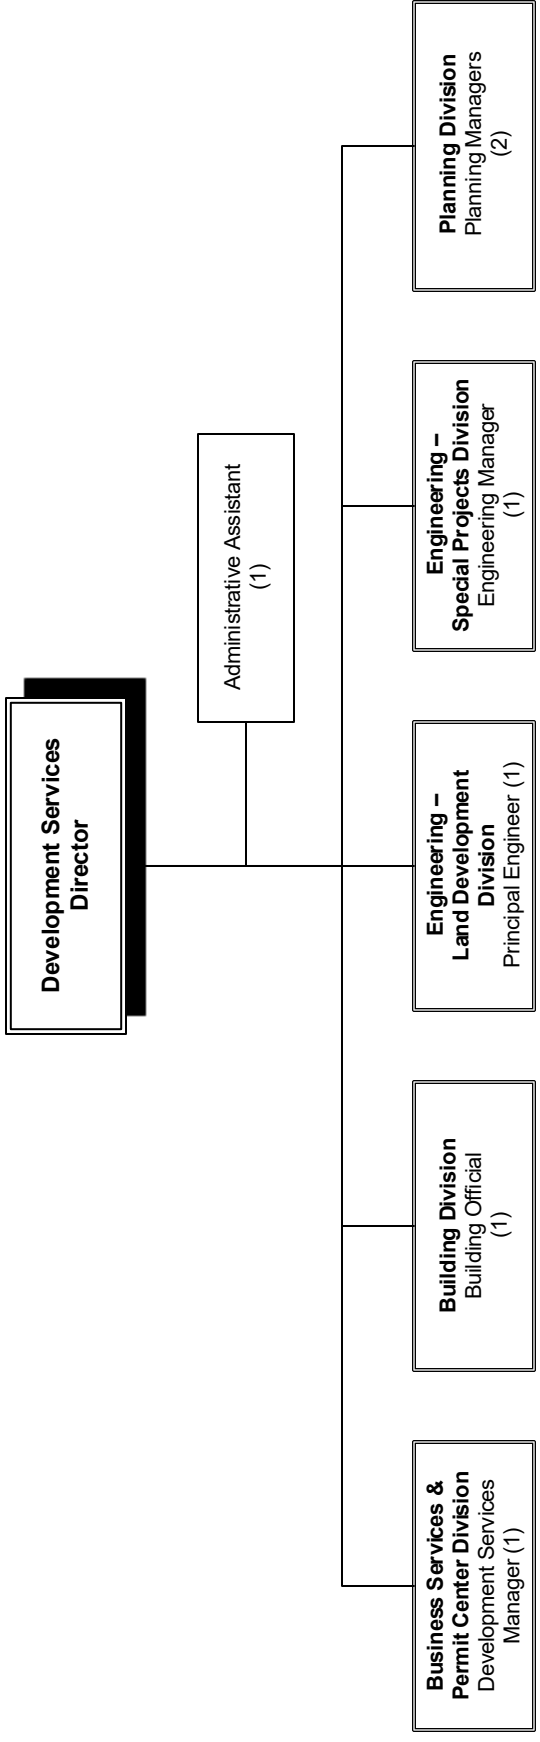 Development Services
Director
Administrative Assistant
(1)
Business Services &
Permit Center Division
Development Services
Manager (1)
Building Division
Building Official
(1)
Engineering –
Land Development
Division
Principal Engineer (1)
Engineering –
Special Projects Division
Engineering Manager
(1)
Planning Division
Planning Managers
(2)